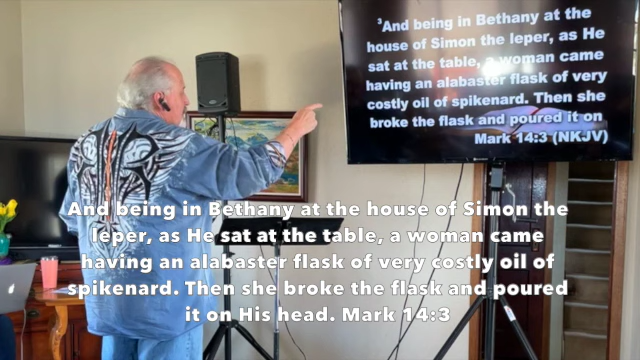 ³And being in Bethany at the
house of Simon the leper, as He
sat at the table, a woman came
having an alabaster flask of very
costly oil of spikenard. Then she
broke the flask and poured it on
Mark 14:3 (NKJV)
And being in Bethany at the house of Simon the
leper, as He sat at the table, a woman came
having an alabaster flask of very costly oil of
spikenard. Then she broke the flask and poured
it on His head. Mark 14:3